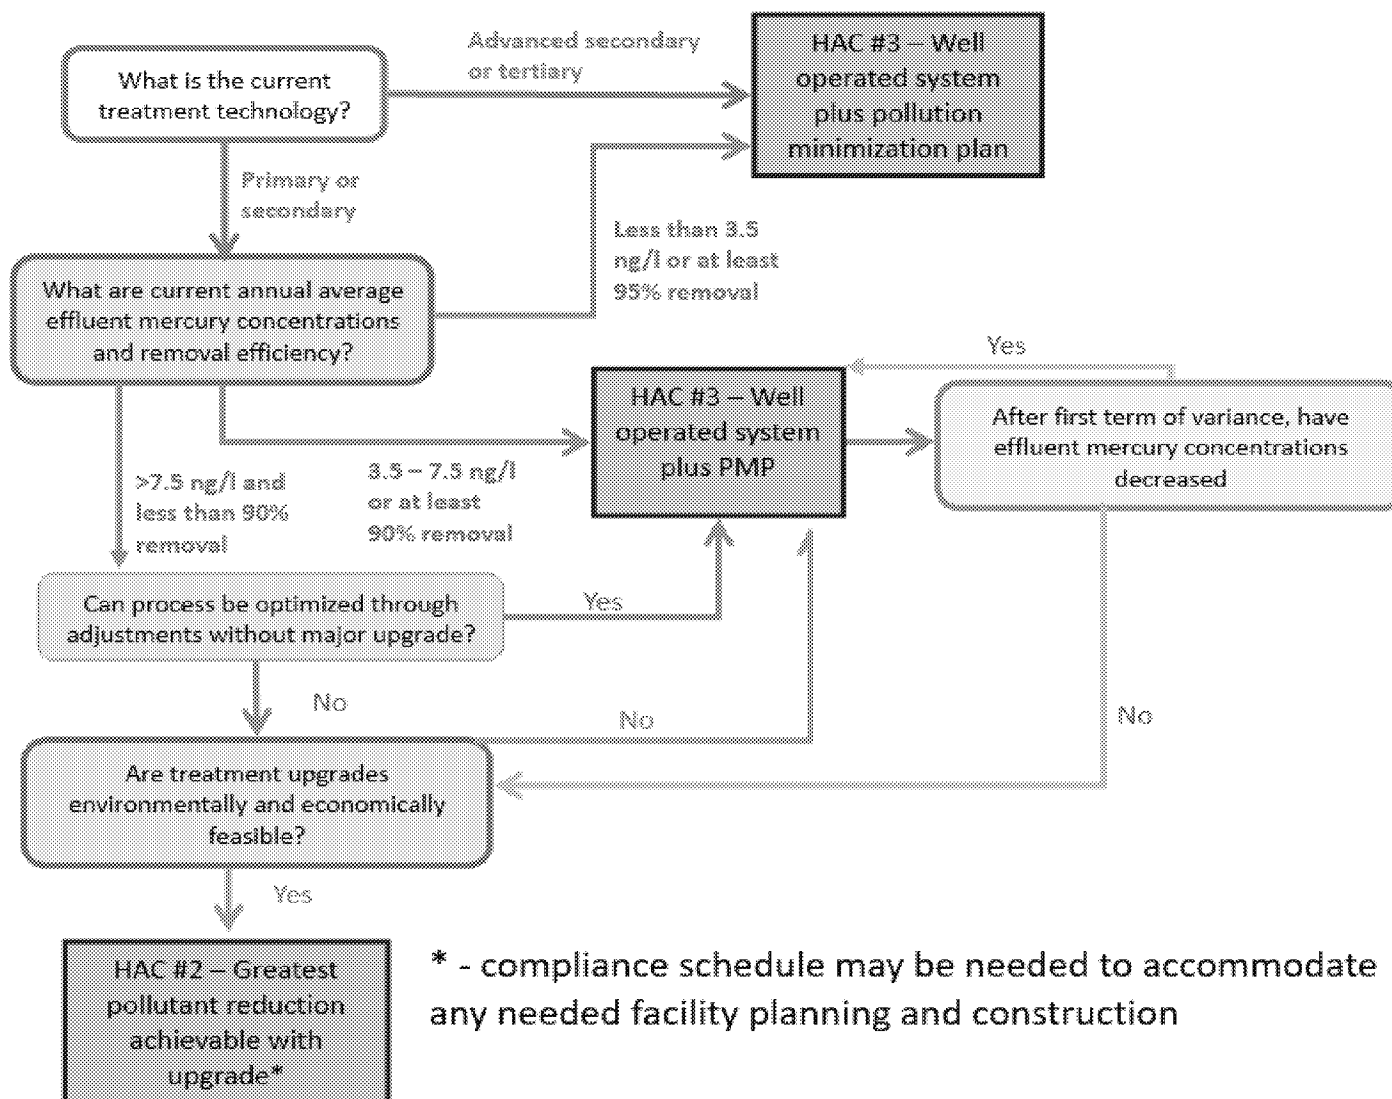 What is the current
treatment technology?
Advanced secondary
or tertiary
HAC #3 – Well
operated system
plus pollution
minimization plan
Primary or
secondary
Less than 3.5
ng/l or at least
95% removal
What are current annual average
effluent mercury concentrations
and removal efficiency?
Yes
HAC #3 – Well
operated system
plus PMP
After first term of variance, have
effluent mercury concentrations
decreased
>7.5 ng/l and
less than 90%
removal
3.5 – 7.5 ng/l
or at least
90% removal
Can process be optimized through
adjustments without major upgrade?
Yes
No
No
No
Are treatment upgrades
environmentally and economically
feasible?
Yes
HAC #2 – Greatest
pollutant reduction
achievable with
upgrade*
* - compliance schedule may be needed to accommodate
any needed facility planning and construction